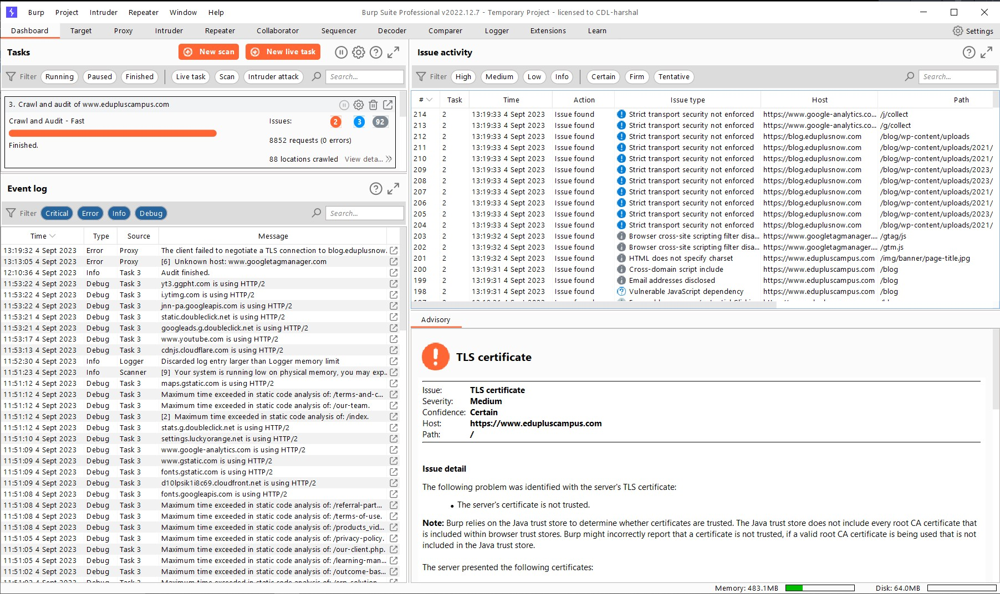 Burp Project Intruder Repeater Window Help Burp Suite Professional v2022.12.7 - Temporary Project - licensed to CDL-harshal
Dashboard Target Proxy Intruder Repeater Collaborator Sequencer Decoder Comparer Logger Extensions Learn Settings
Tasks New scan New live task
Filter Running Paused Finished Live task Scan Intruder attack Search...
3. Crawl and audit of www.edupluscampus.com
Crawl and Audit - Fast Issues: 2 3 92
8852 requests (0 errors)
Finished.
88 locations crawled View deta...
Event log
Filter Critical Error Info Debug Search...
Time Type Source Message
13:19:32 4 Sept 2023 Error Proxy The client failed to negotiate a TLS connection to blog.eduplusnow.
13:13:05 4 Sept 2023 Error Proxy [6] Unknown host: www.googletagmanager.com
12:10:36 4 Sept 2023 Info Task 3 Audit finished.
11:53:22 4 Sept 2023 Debug Task 3 yt3.ggpht.com is using HTTP/2
11:53:22 4 Sept 2023 Debug Task 3 i.ytimg.com is using HTTP/2
11:53:22 4 Sept 2023 Debug Task 3 jnn-pa.googleapis.com is using HTTP/2
11:53:21 4 Sept 2023 Debug Task 3 static.doubleclick.net is using HTTP/2
11:53:21 4 Sept 2023 Debug Task 3 googleads.g.doubleclick.net is using HTTP/2
11:53:17 4 Sept 2023 Debug Task 3 www.youtube.com is using HTTP/2
11:53:13 4 Sept 2023 Debug Task 3 cdnjs.cloudflare.com is using HTTP/2
11:52:30 4 Sept 2023 Info Logger Discarded log entry larger than Logger memory limit
11:51:23 4 Sept 2023 Info Scanner [9] Your system is running low on physical memory, you may exp..
11:51:12 4 Sept 2023 Debug Task 3 maps.gstatic.com is using HTTP/2
11:51:12 4 Sept 2023 Debug Task 3 Maximum time exceeded in static code analysis of: /terms-and-c...
11:51:12 4 Sept 2023 Debug Task 3 Maximum time exceeded in static code analysis of: /our-team.
11:51:12 4 Sept 2023 Debug Task 3 [2] Maximum time exceeded in static code analysis of: /index.
11:51:12 4 Sept 2023 Debug Task 3 stats.g.doubleclick.net is using HTTP/2
11:51:10 4 Sept 2023 Debug Task 3 settings.luckyorange.net is using HTTP/2
11:51:09 4 Sept 2023 Debug Task 3 www.google-analytics.com is using HTTP/2
11:51:09 4 Sept 2023 Debug Task 3 www.gstatic.com is using HTTP/2
11:51:09 4 Sept 2023 Debug Task 3 fonts.gstatic.com is using HTTP/2
11:51:09 4 Sept 2023 Debug Task 3 d10lpsik1i8c69.cloudfront.net is using HTTP/2
11:51:08 4 Sept 2023 Debug Task 3 fonts.googleapis.com is using HTTP/2
11:51:08 4 Sept 2023 Debug Task 3 Maximum time exceeded in static code analysis of: /referral-part...
11:51:08 4 Sept 2023 Debug Task 3 Maximum time exceeded in static code analysis of: /terms-of-use.
11:51:08 4 Sept 2023 Debug Task 3 Maximum time exceeded in static code analysis of: /products_vid...
11:51:05 4 Sept 2023 Debug Task 3 Maximum time exceeded in static code analysis of: /privacy-policy.
11:51:05 4 Sept 2023 Debug Task 3 Maximum time exceeded in static code analysis of: /our-client.php.
11:51:05 4 Sept 2023 Debug Task 3 Maximum time exceeded in static code analysis of: /learning-man...
11:51:02 4 Sept 2023 Debug Task 3 Maximum time exceeded in static code analysis of: /outcome-bas...
Issue activity
Filter High Medium Low Info Certain Firm Tentative Search...
# Task Time Action Issue type Host Path
214 2 13:19:33 4 Sept 2023 Issue found Strict transport security not enforced https://www.google-analytics.co... /j/collect
213 2 13:19:33 4 Sept 2023 Issue found Strict transport security not enforced https://www.google-analytics.co... /g/collect
212 2 13:19:33 4 Sept 2023 Issue found Strict transport security not enforced https://blog.eduplusnow.com /blog/wp-content/uploads
211 2 13:19:33 4 Sept 2023 Issue found Strict transport security not enforced https://blog.eduplusnow.com /blog/wp-content/uploads/2021/
210 2 13:19:33 4 Sept 2023 Issue found Strict transport security not enforced https://blog.eduplusnow.com /blog/wp-content/uploads/2021/
209 2 13:19:33 4 Sept 2023 Issue found Strict transport security not enforced https://blog.eduplusnow.com /blog/wp-content/uploads/2023/
208 2 13:19:33 4 Sept 2023 Issue found Strict transport security not enforced https://blog.eduplusnow.com /blog/wp-content/uploads/2023/
207 2 13:19:33 4 Sept 2023 Issue found Strict transport security not enforced https://blog.eduplusnow.com /blog/wp-content/uploads/2021/
206 2 13:19:33 4 Sept 2023 Issue found Strict transport security not enforced https://blog.eduplusnow.com /blog/wp-content/uploads/2021/
205 2 13:19:33 4 Sept 2023 Issue found Strict transport security not enforced https://blog.eduplusnow.com /blog/wp-content/uploads/2023/
204 2 13:19:33 4 Sept 2023 Issue found Strict transport security not enforced https://blog.eduplusnow.com /blog/wp-content/uploads/2021/
203 2 13:19:32 4 Sept 2023 Issue found Browser cross-site scripting filter disa... https://www.googletagmanager.... /gtag/js
202 2 13:19:32 4 Sept 2023 Issue found Browser cross-site scripting filter disa... https://www.googletagmanager.... /gtm.js
201 2 13:19:32 4 Sept 2023 Issue found HTML does not specify charset https://www.edupluscampus.com /img/banner/page-title.jpg
200 2 13:19:31 4 Sept 2023 Issue found Cross-domain script include https://www.edupluscampus.com /blog
199 2 13:19:31 4 Sept 2023 Issue found Email addresses disclosed https://www.edupluscampus.com /blog
198 2 13:19:31 4 Sept 2023 Issue found Vulnerable JavaScript dependency https://www.edupluscampus.com /blog
Advisory
TLS certificate
Issue: TLS certificate
Severity: Medium
Confidence: Certain
Host: https://www.edupluscampus.com
Path: /
Issue detail
The following problem was identified with the server's TLS certificate:
• The server's certificate is not trusted.
Note: Burp relies on the Java trust store to determine whether certificates are trusted. The Java trust store does not include every root CA certificate that
is included within browser trust stores. Burp might incorrectly report that a certificate is not trusted, if a valid root CA certificate is being used that is not
included in the Java trust store.
The server presented the following certificates:
Memory: 483.1MB Disk: 64.0MB